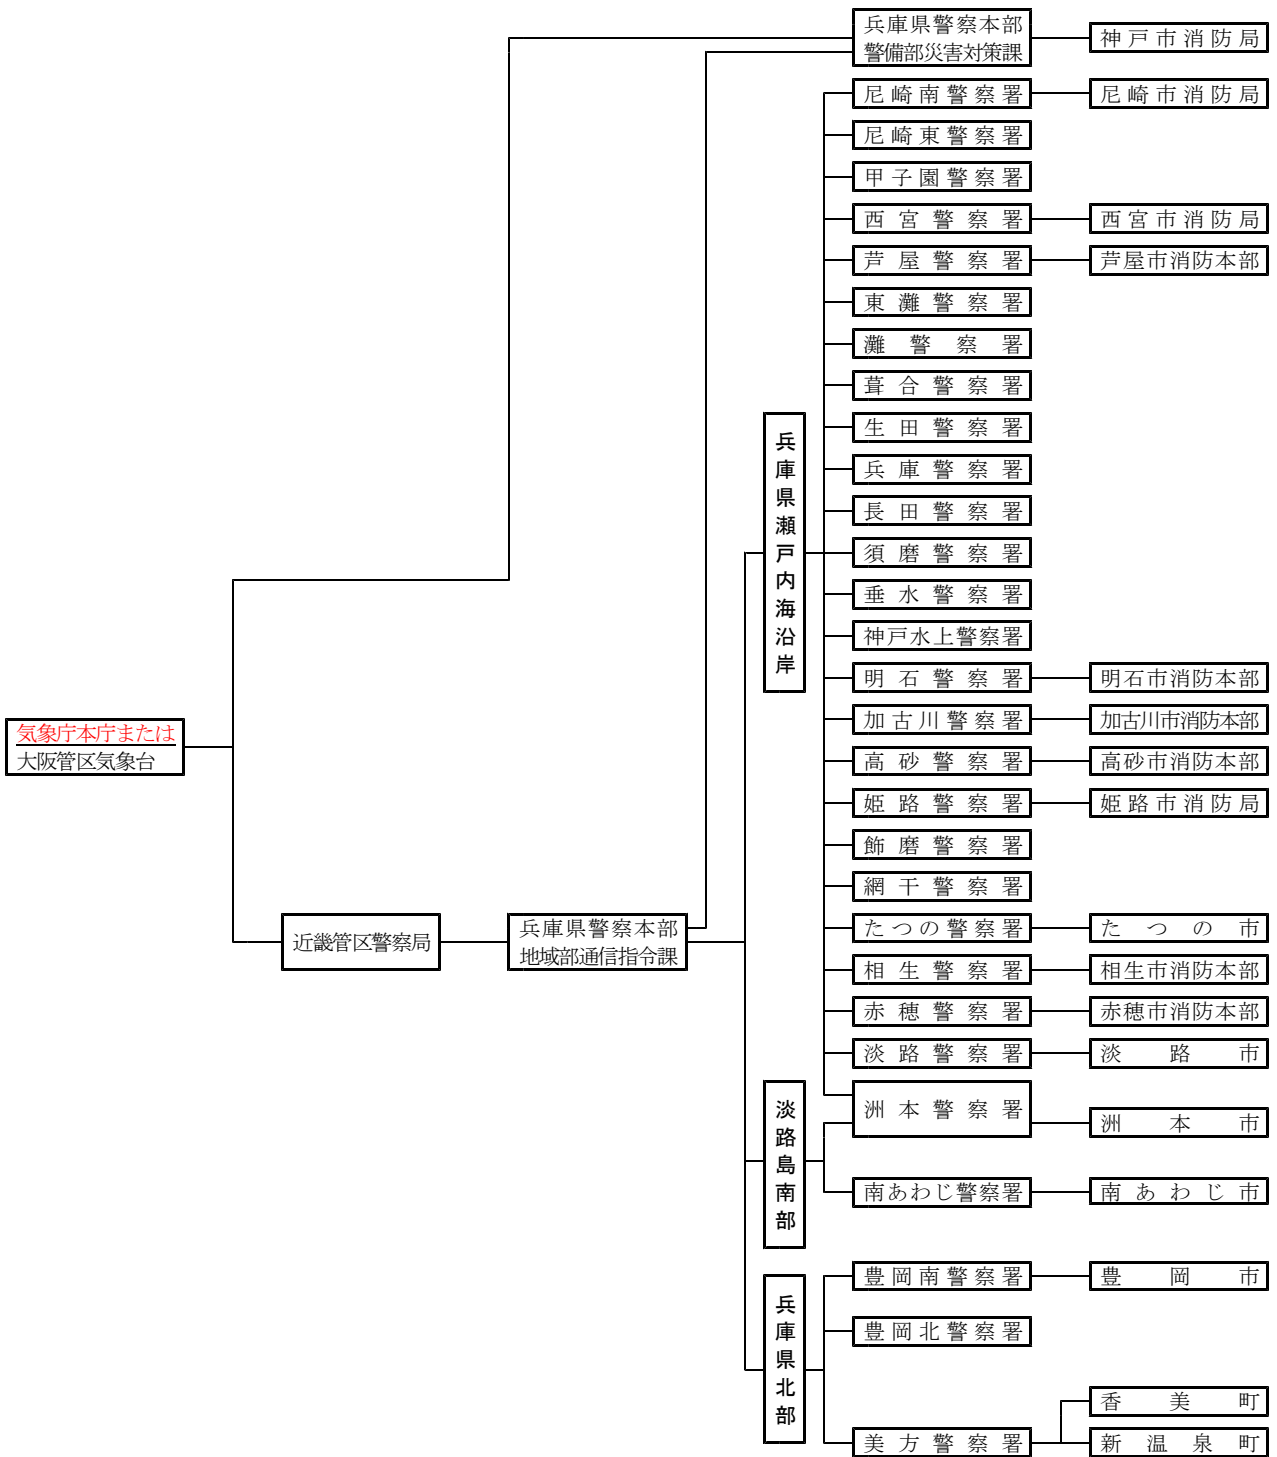 兵庫県警察本部
警備部災害対策課
神戸市消防局
尼崎南警察署
尼崎市消防局
尼崎東警察署
甲子園警察署
西宮警察署
西宮市消防局
芦屋警察署
芦屋市消防本部
東灘警察署
灘警察署
葺合警察署
生田警察署
兵庫警察署
長田警察署
須磨警察署
垂水警察署
神戸水上警察署
兵庫県瀬戸内海沿岸
明石警察署
明石市消防本部
加古川警察署
加古川市消防本部
高砂警察署
高砂市消防本部
姫路警察署
姫路市消防局
飾磨警察署
網干警察署
気象庁本庁または
大阪管区気象台
近畿管区警察局
兵庫県警察本部
地域部通信指令課
たつの警察署
たつの市
相生警察署
相生市消防本部
赤穂警察署
赤穂市消防本部
淡路警察署
淡路市
淡路島南部
洲本警察署
洲本市
南あわじ警察署
南あわじ市
兵庫県北部
豊岡南警察署
豊岡市
豊岡北警察署
美方警察署
香美町
新温泉町